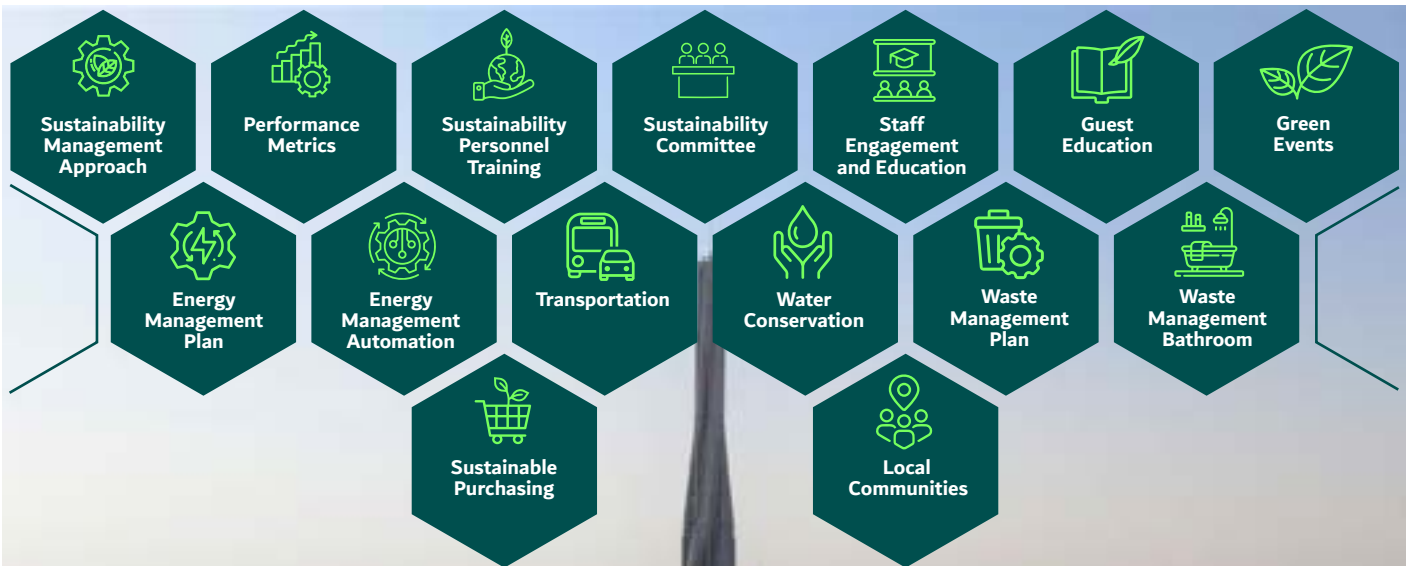 Sustainability
Management
Approach
Performance
Metrics
Sustainability
Personnel
Training
Sustainability
Committee
Staff
Engagement
and Education
Guest
Education
Green
Events
Energy
Management
Plan
Energy
Management
Automation
Transportation
Water
Conservation
Waste
Management
Plan
Waste
Management
Bathroom
Sustainable
Purchasing
Local
Communities